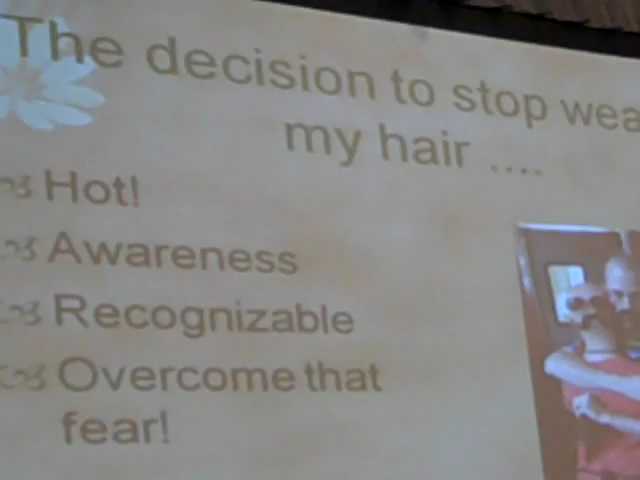 The decision to stop wea
my hair ....
Hot!
Awareness
Recognizable
Overcome that
fear!